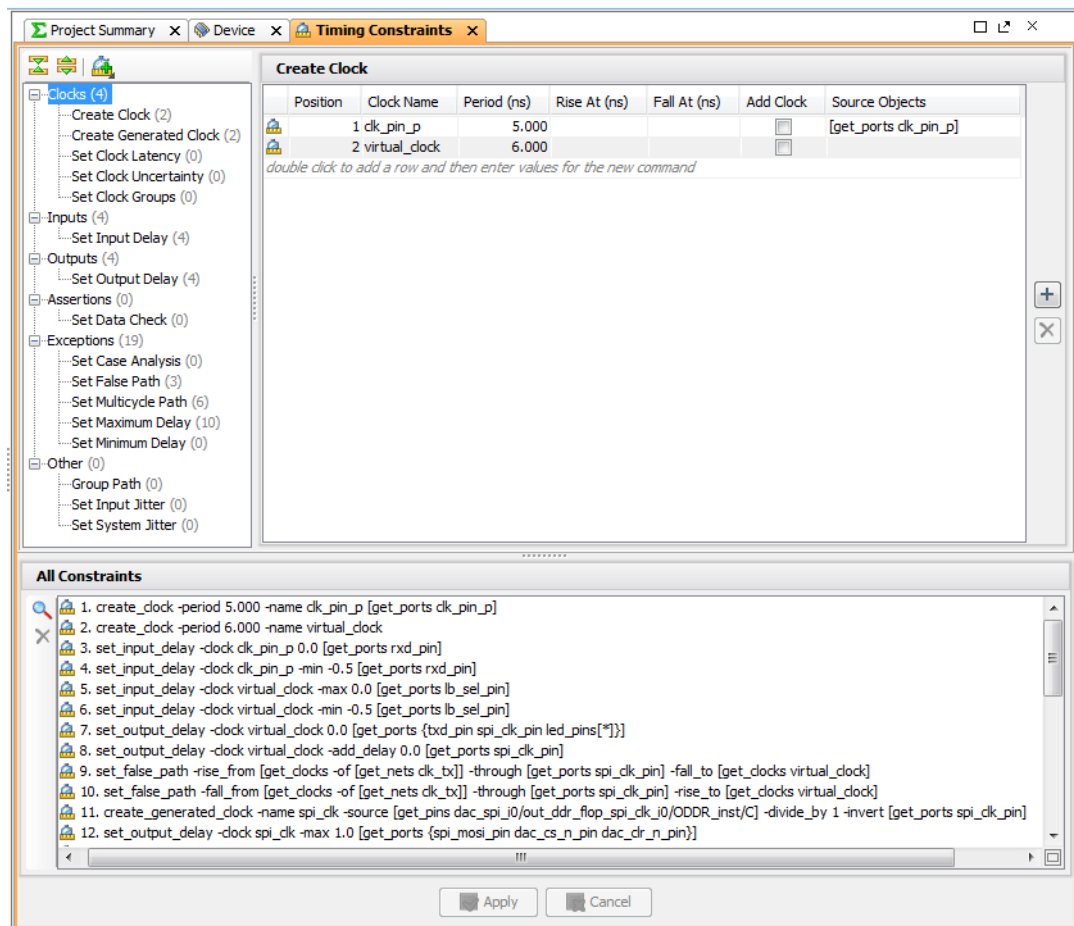 Project Summary Device Timing Constraints
Create Clock
Clocks (4)
Create Clock (2)
Create Generated Clock (2)
Set Clock Latency (0)
Set Clock Uncertainty (0)
Set Clock Groups (0)
Inputs (4)
Set Input Delay (4)
Outputs (4)
Set Output Delay (4)
Assertions (0)
Set Data Check (0)
Exceptions (19)
Set Case Analysis (0)
Set False Path (3)
Set Multicycle Path (6)
Set Maximum Delay (10)
Set Minimum Delay (0)
Other (0)
Group Path (0)
Set Input Jitter (0)
Set System Jitter (0)
Position Clock Name Period (ns) Rise At (ns) Fall At (ns) Add Clock Source Objects
1 clk_pin_p 5.000 [get_ports clk_pin_p]
2 virtual_clock 6.000
double click to add a row and then enter values for the new command
All Constraints
1. create_clock -period 5.000 -name clk_pin_p [get_ports clk_pin_p]
2. create_clock -period 6.000 -name virtual_clock
3. set_input_delay -clock clk_pin_p 0.0 [get_ports rxd_pin]
4. set_input_delay -clock clk_pin_p -min -0.5 [get_ports rxd_pin]
5. set_input_delay -clock virtual_clock -max 0.0 [get_ports lb_sel_pin]
6. set_input_delay -clock virtual_clock -min -0.5 [get_ports lb_sel_pin]
7. set_output_delay -clock virtual_clock 0.0 [get_ports {txd_pin spi_clk_pin led_pins[*]}]
8. set_output_delay -clock virtual_clock -add_delay 0.0 [get_ports spi_clk_pin]
9. set_false_path -rise_from [get_clocks -of [get_nets clk_tx]] -through [get_ports spi_clk_pin] -fall_to [get_clocks virtual_clock]
10. set_false_path -fall_from [get_clocks -of [get_nets clk_tx]] -through [get_ports spi_clk_pin] -rise_to [get_clocks virtual_clock]
11. create_generated_clock -name spi_clk -source [get_pins dac_spi_i0/out_ddr_flop_spi_clk_i0/ODDR_inst/C] -divide_by 1 -invert [get_ports spi_clk_pin]
12. set_output_delay -clock spi_clk -max 1.0 [get_ports {spi_mosi_pin dac_cs_n_pin dac_clr_n_pin}]
Apply Cancel